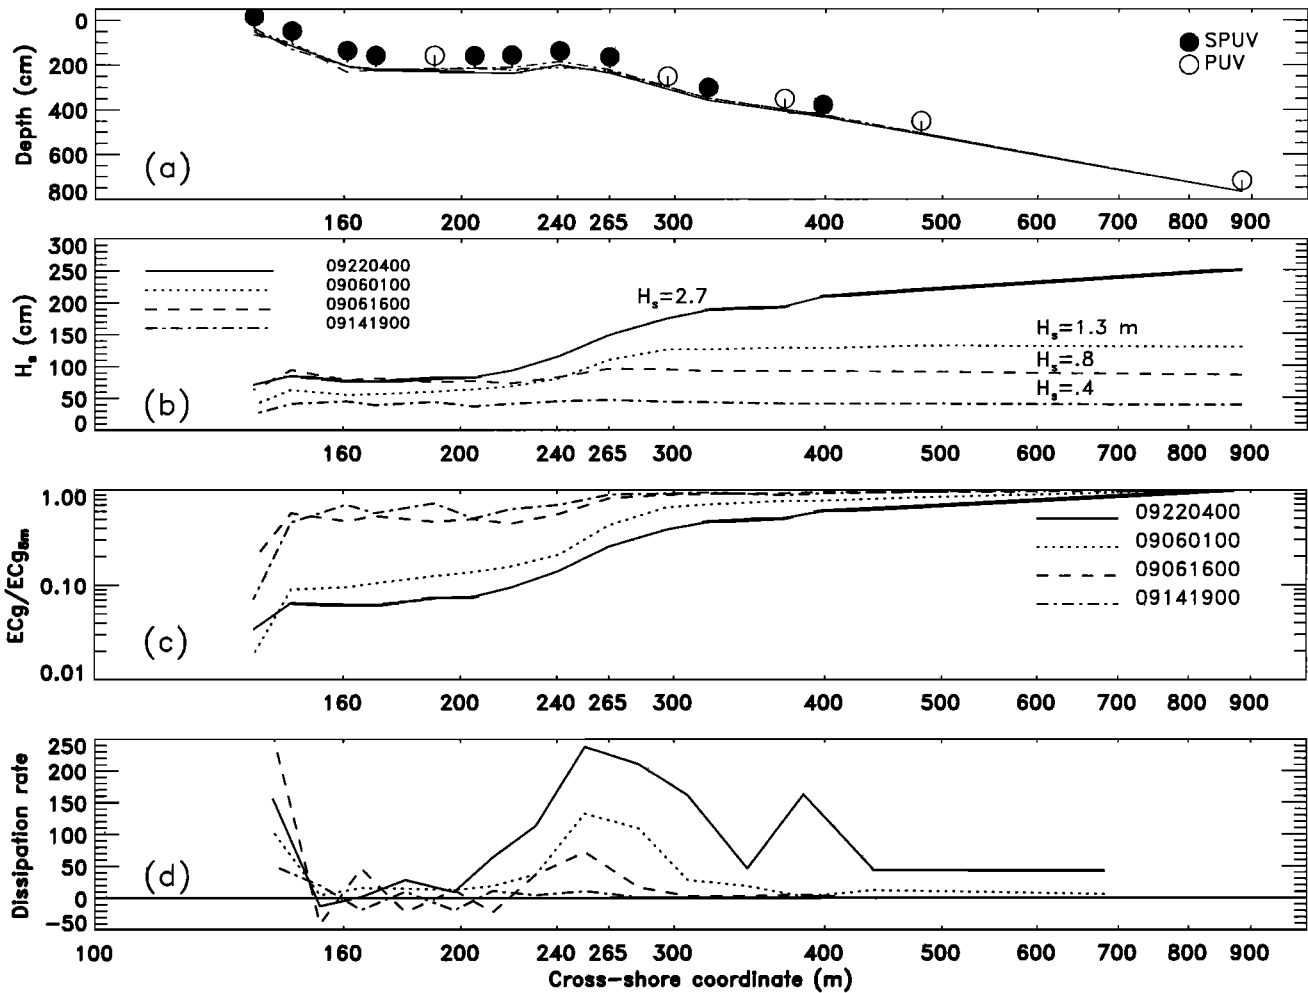 0
200
400
600
800
Depth (cm)
(a)
SPUV
PUV
160 200 240 265 300 400 500 600 700 800 900
300
250
200
150
100
50
0
H_s (cm)
(b)
09220400
09060100
09061600
09141900
H_s=2.7
H_s=1.3 m
H_s=.8
H_s=.4
160 200 240 265 300 400 500 600 700 800 900
1.00
0.10
0.01
ECg/ECg_8m
(c)
09220400
09060100
09061600
09141900
160 200 240 265 300 400 500 600 700 800 900
250
200
150
100
50
0
-50
Dissipation rate
(d)
100 160 200 240 265 300 400 500 600 700 800 900
Cross-shore coordinate (m)